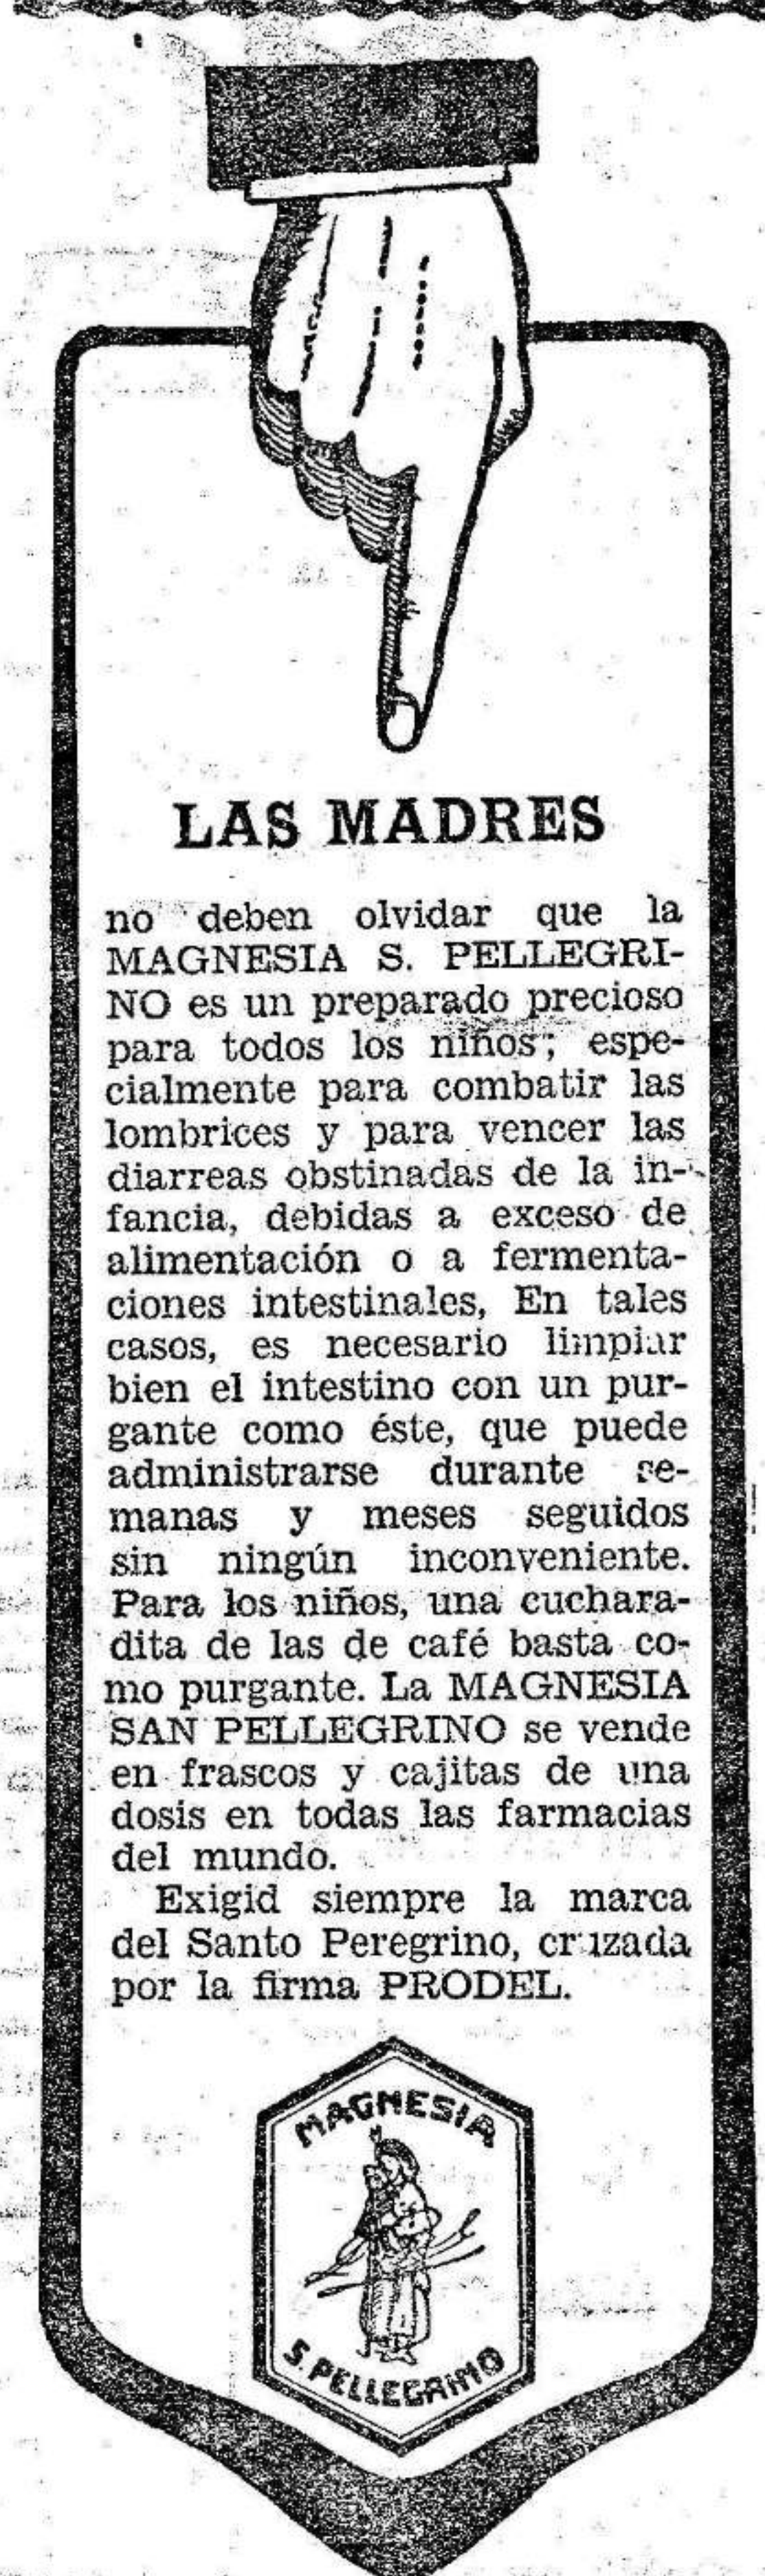 LAS MADRES
no deben olvidar que la
MAGNESIA S. PELLEGRI-
NO es un preparado precioso
para todos los niños; espe-
cialmente para combatir las
lombrices y para vencer las
diarreas obstinadas de la in-
fancia, debidas a exceso de
alimentación o a fermenta-
ciones intestinales, En tales
casos, es necesario limpiar
bien el intestino con un pur-
gante como éste, que puede
administrarse durante se-
manas y meses seguidos
sin ningún inconveniente.
Para los niños, una cuchara-
dita de las de café basta co-
mo purgante. La MAGNESIA
SAN PELLEGRINO se vende
en frascos y cajitas de una
dosis en todas las farmacias
del mundo.
Exigid siempre la marca
del Santo Peregrino, cruzada
por la firma PRODEL.
MAGNESIA
S. PELLEGRINO